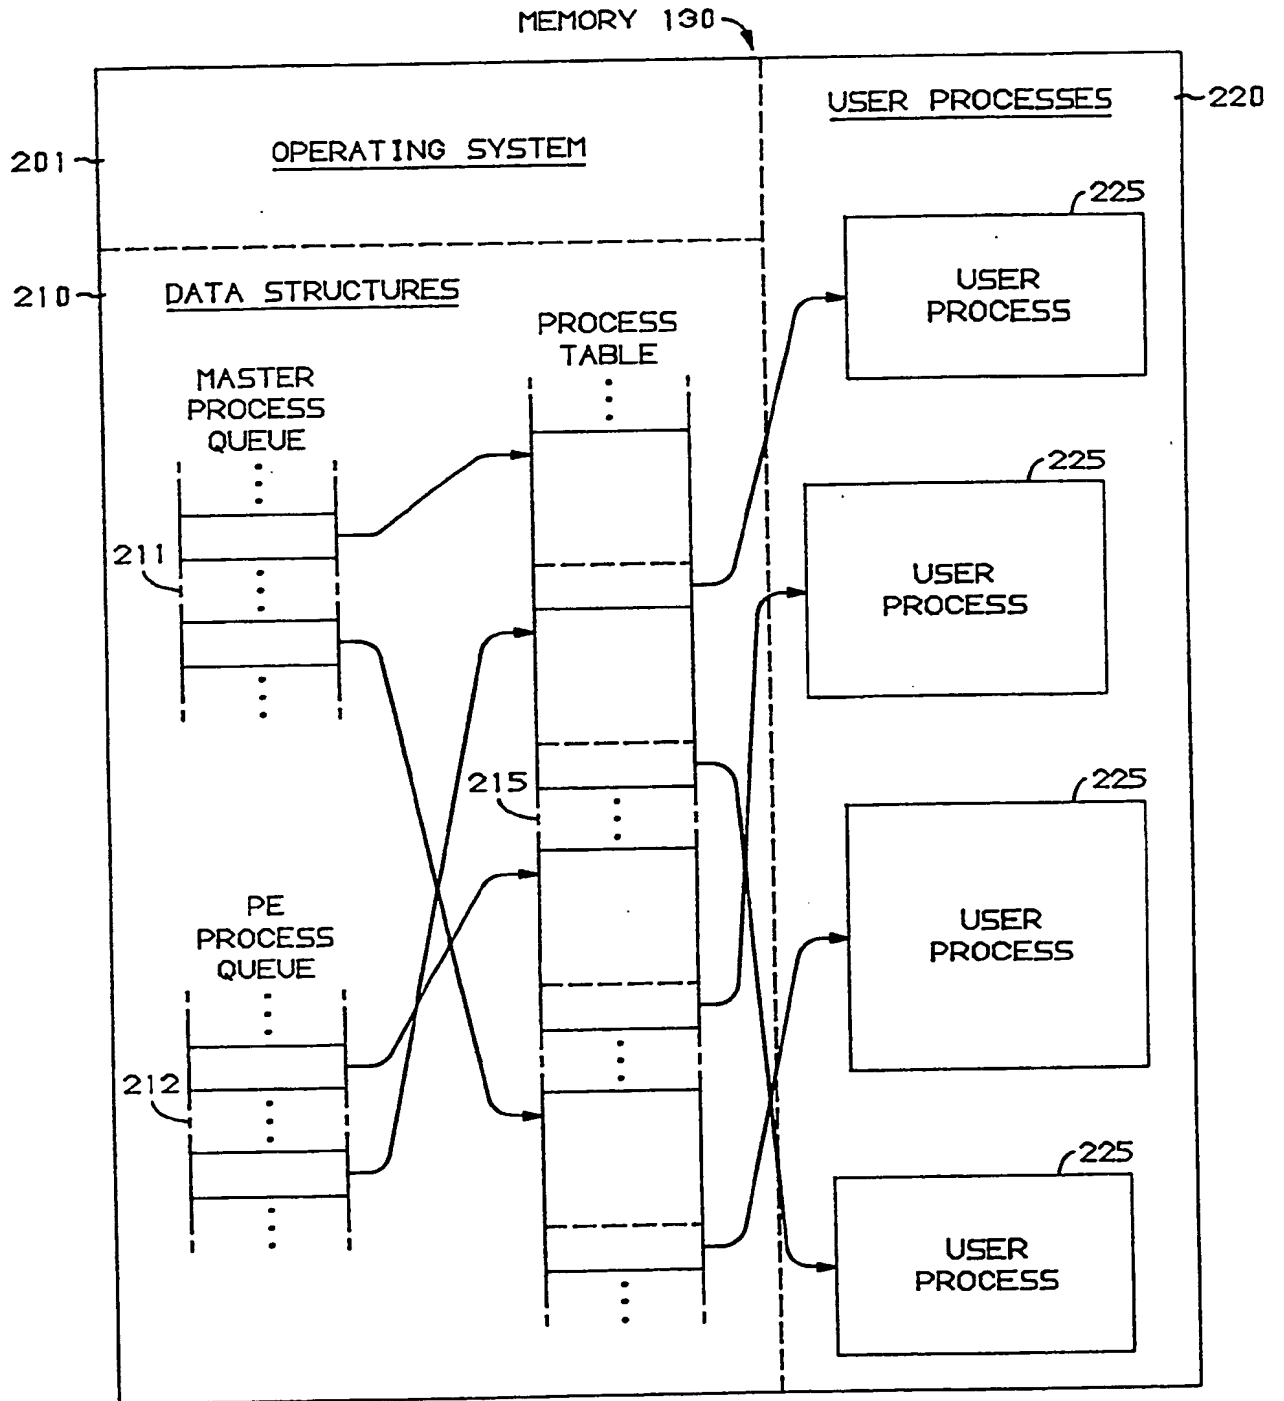 MEMORY 130
USER PROCESSES
220
201
OPERATING SYSTEM
225
USER
PROCESS
210
DATA STRUCTURES
PROCESS
TABLE
MASTER
PROCESS
QUEUE
225
USER
PROCESS
211
215
225
USER
PROCESS
PE
PROCESS
QUEUE
212
225
USER
PROCESS